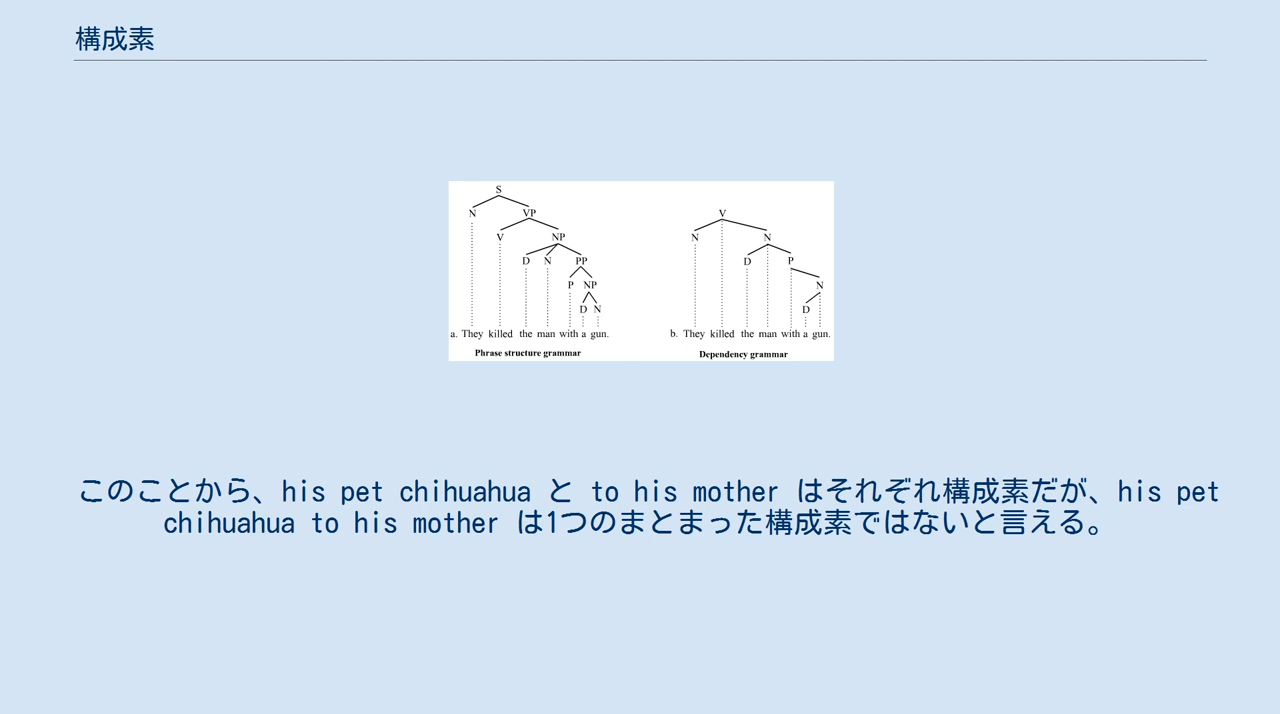 構成素
S
N VP V
V NP N N
D N PP D P
P NP N
D N D
a. They killed the man with a gun. b. They killed the man with a gun.
Phrase structure grammar Dependency grammar
このことから、his pet chihuahua と to his mother はそれぞれ構成素だが、his pet
chihuahua to his mother は1つのまとまった構成素ではないと言える。